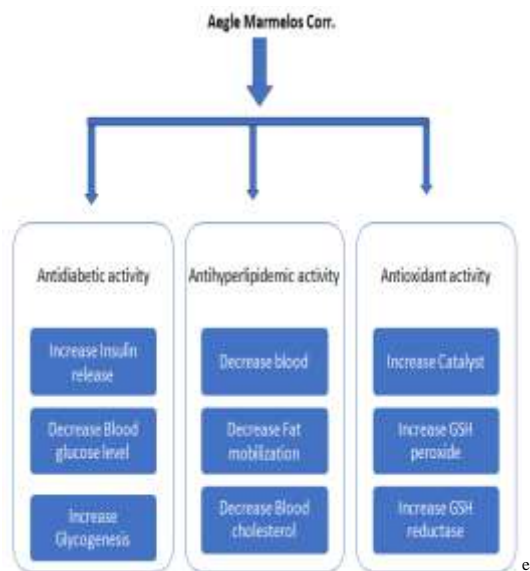 Aegle Marmelos Corr.
Antidiabetic activity
Increase Insulin
release
Decrease Blood
glucose level
Increase
Glycogenesis
Antihyperlipidemic activity
Decrease blood
Decrease Fat
mobilization
Decrease Blood
cholesterol
Antioxidant activity
Increase Catalyst
Increase GSH
peroxide
Increase GSH
reductase
e